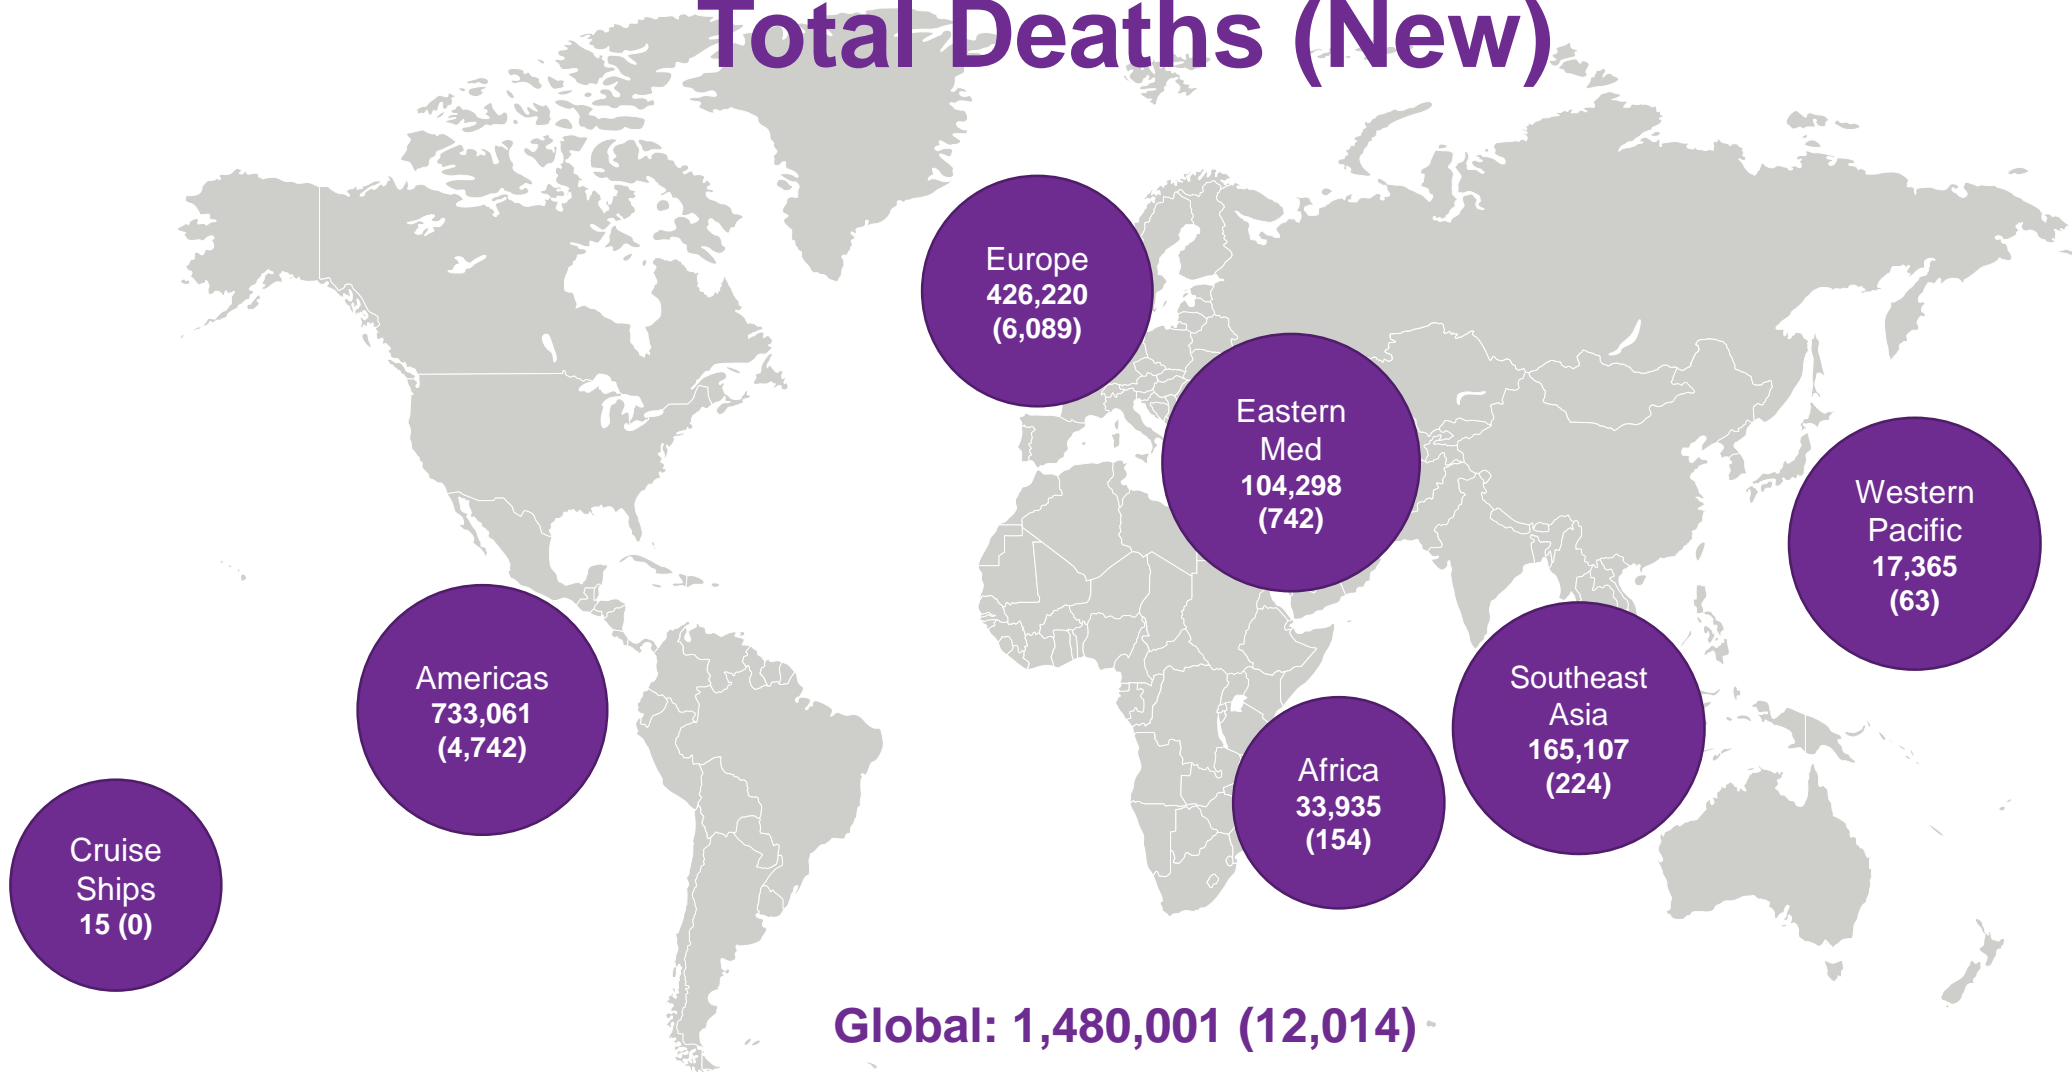 Total Deaths (New)
Europe
426,220
(6,089)
Eastern
Med
104,298
(742)
Western
Pacific
17,365
(63)
Americas
733,061
(4,742)
Southeast
Asia
165,107
(224)
Africa
33,935
(154)
Cruise
Ships
15 (0)
Global: 1,480,001 (12,014)